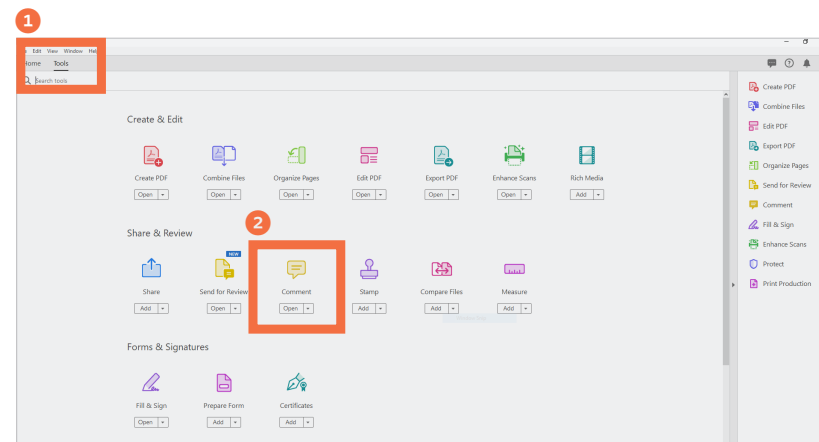 1
Edit View Window Help
Home Tools
Search tools
Create & Edit
Create PDF Combine Files Organize Pages Edit PDF Export PDF Enhance Scans Rich Media
Open Open Open Open Open Open Add
2
Share & Review
NEW
Share Send for Review Comment Stamp Compare Files Measure
Add Open Open Add Add Add
Forms & Signatures
Fill & Sign Prepare Form Certificates
Open Add Add
Create PDF
Combine Files
Edit PDF
Export PDF
Organize Pages
Send for Review
Comment
Fill & Sign
Enhance Scans
Protect
Print Production